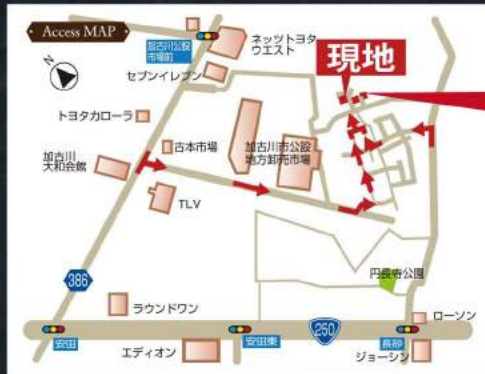 Access MAP
N
加古川公設
市場前
ネッツトヨタ
ウエスト
セブンイレブン
現地
トヨタカローラ
古本市場
加古川市公設
地方卸売市場
加古川
大和会館
TLV
386
円長寺公園
ラウンドワン
250
ローソン
安田
安田東
長砂
エディオン
ジョーシン